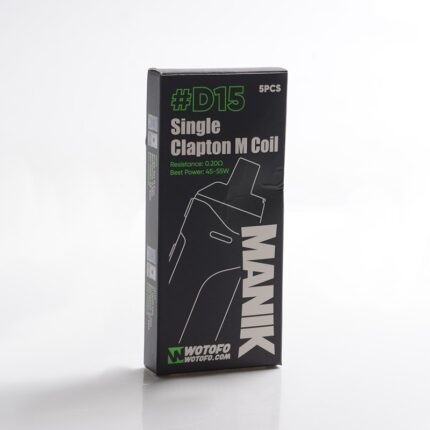 #D15
5PCS
Single
Clapton M Coil
Resistance: 0.20Ω
Best Power: 45-55W
MANIK
WOTOFO
WOTOFO.COM